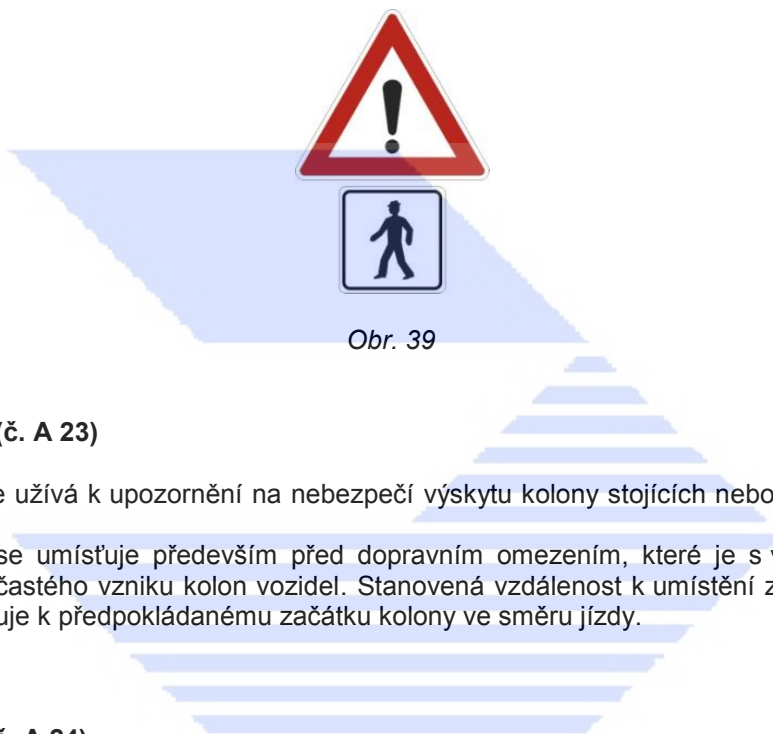 Obr. 39
(č. A 23)
e užívá k upozornění na nebezpečí výskytu kolony stojících nebo
se umísťuje především před dopravním omezením, které je s v
častého vzniku kolon vozidel. Stanovená vzdálenost k umístění z
uje k předpokládanému začátku kolony ve směru jízdy.
č. A 24)